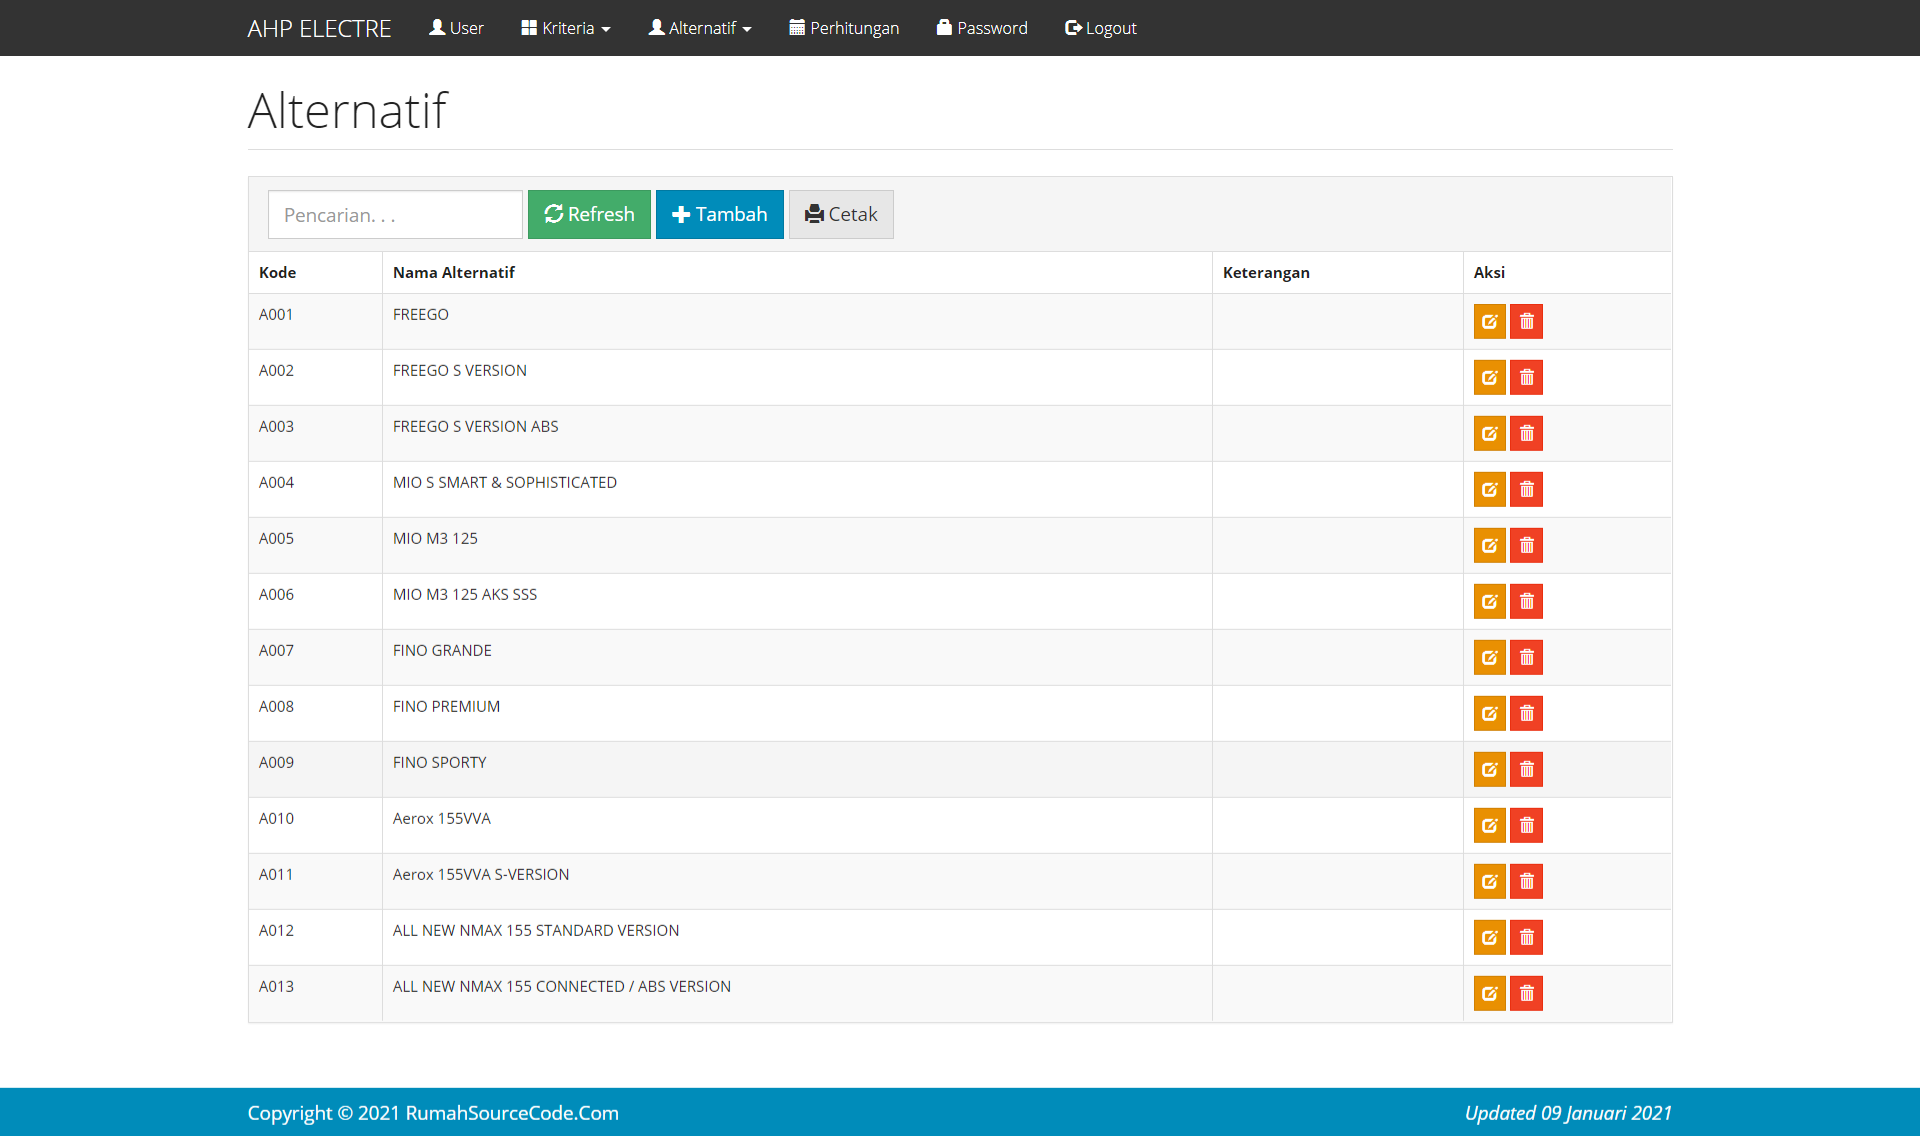 AHP ELECTRE User Kriteria Alternatif Perhitungan Password Logout
Alternatif
Pencarian. . . Refresh Tambah Cetak
Kode Nama Alternatif Keterangan Aksi
A001 FREEGO
A002 FREEGO S VERSION
A003 FREEGO S VERSION ABS
A004 MIO S SMART & SOPHISTICATED
A005 MIO M3 125
A006 MIO M3 125 AKS SSS
A007 FINO GRANDE
A008 FINO PREMIUM
A009 FINO SPORTY
A010 Aerox 155VVA
A011 Aerox 155VVA S-VERSION
A012 ALL NEW NMAX 155 STANDARD VERSION
A013 ALL NEW NMAX 155 CONNECTED / ABS VERSION
Copyright © 2021 RumahSourceCode.Com Updated 09 Januari 2021